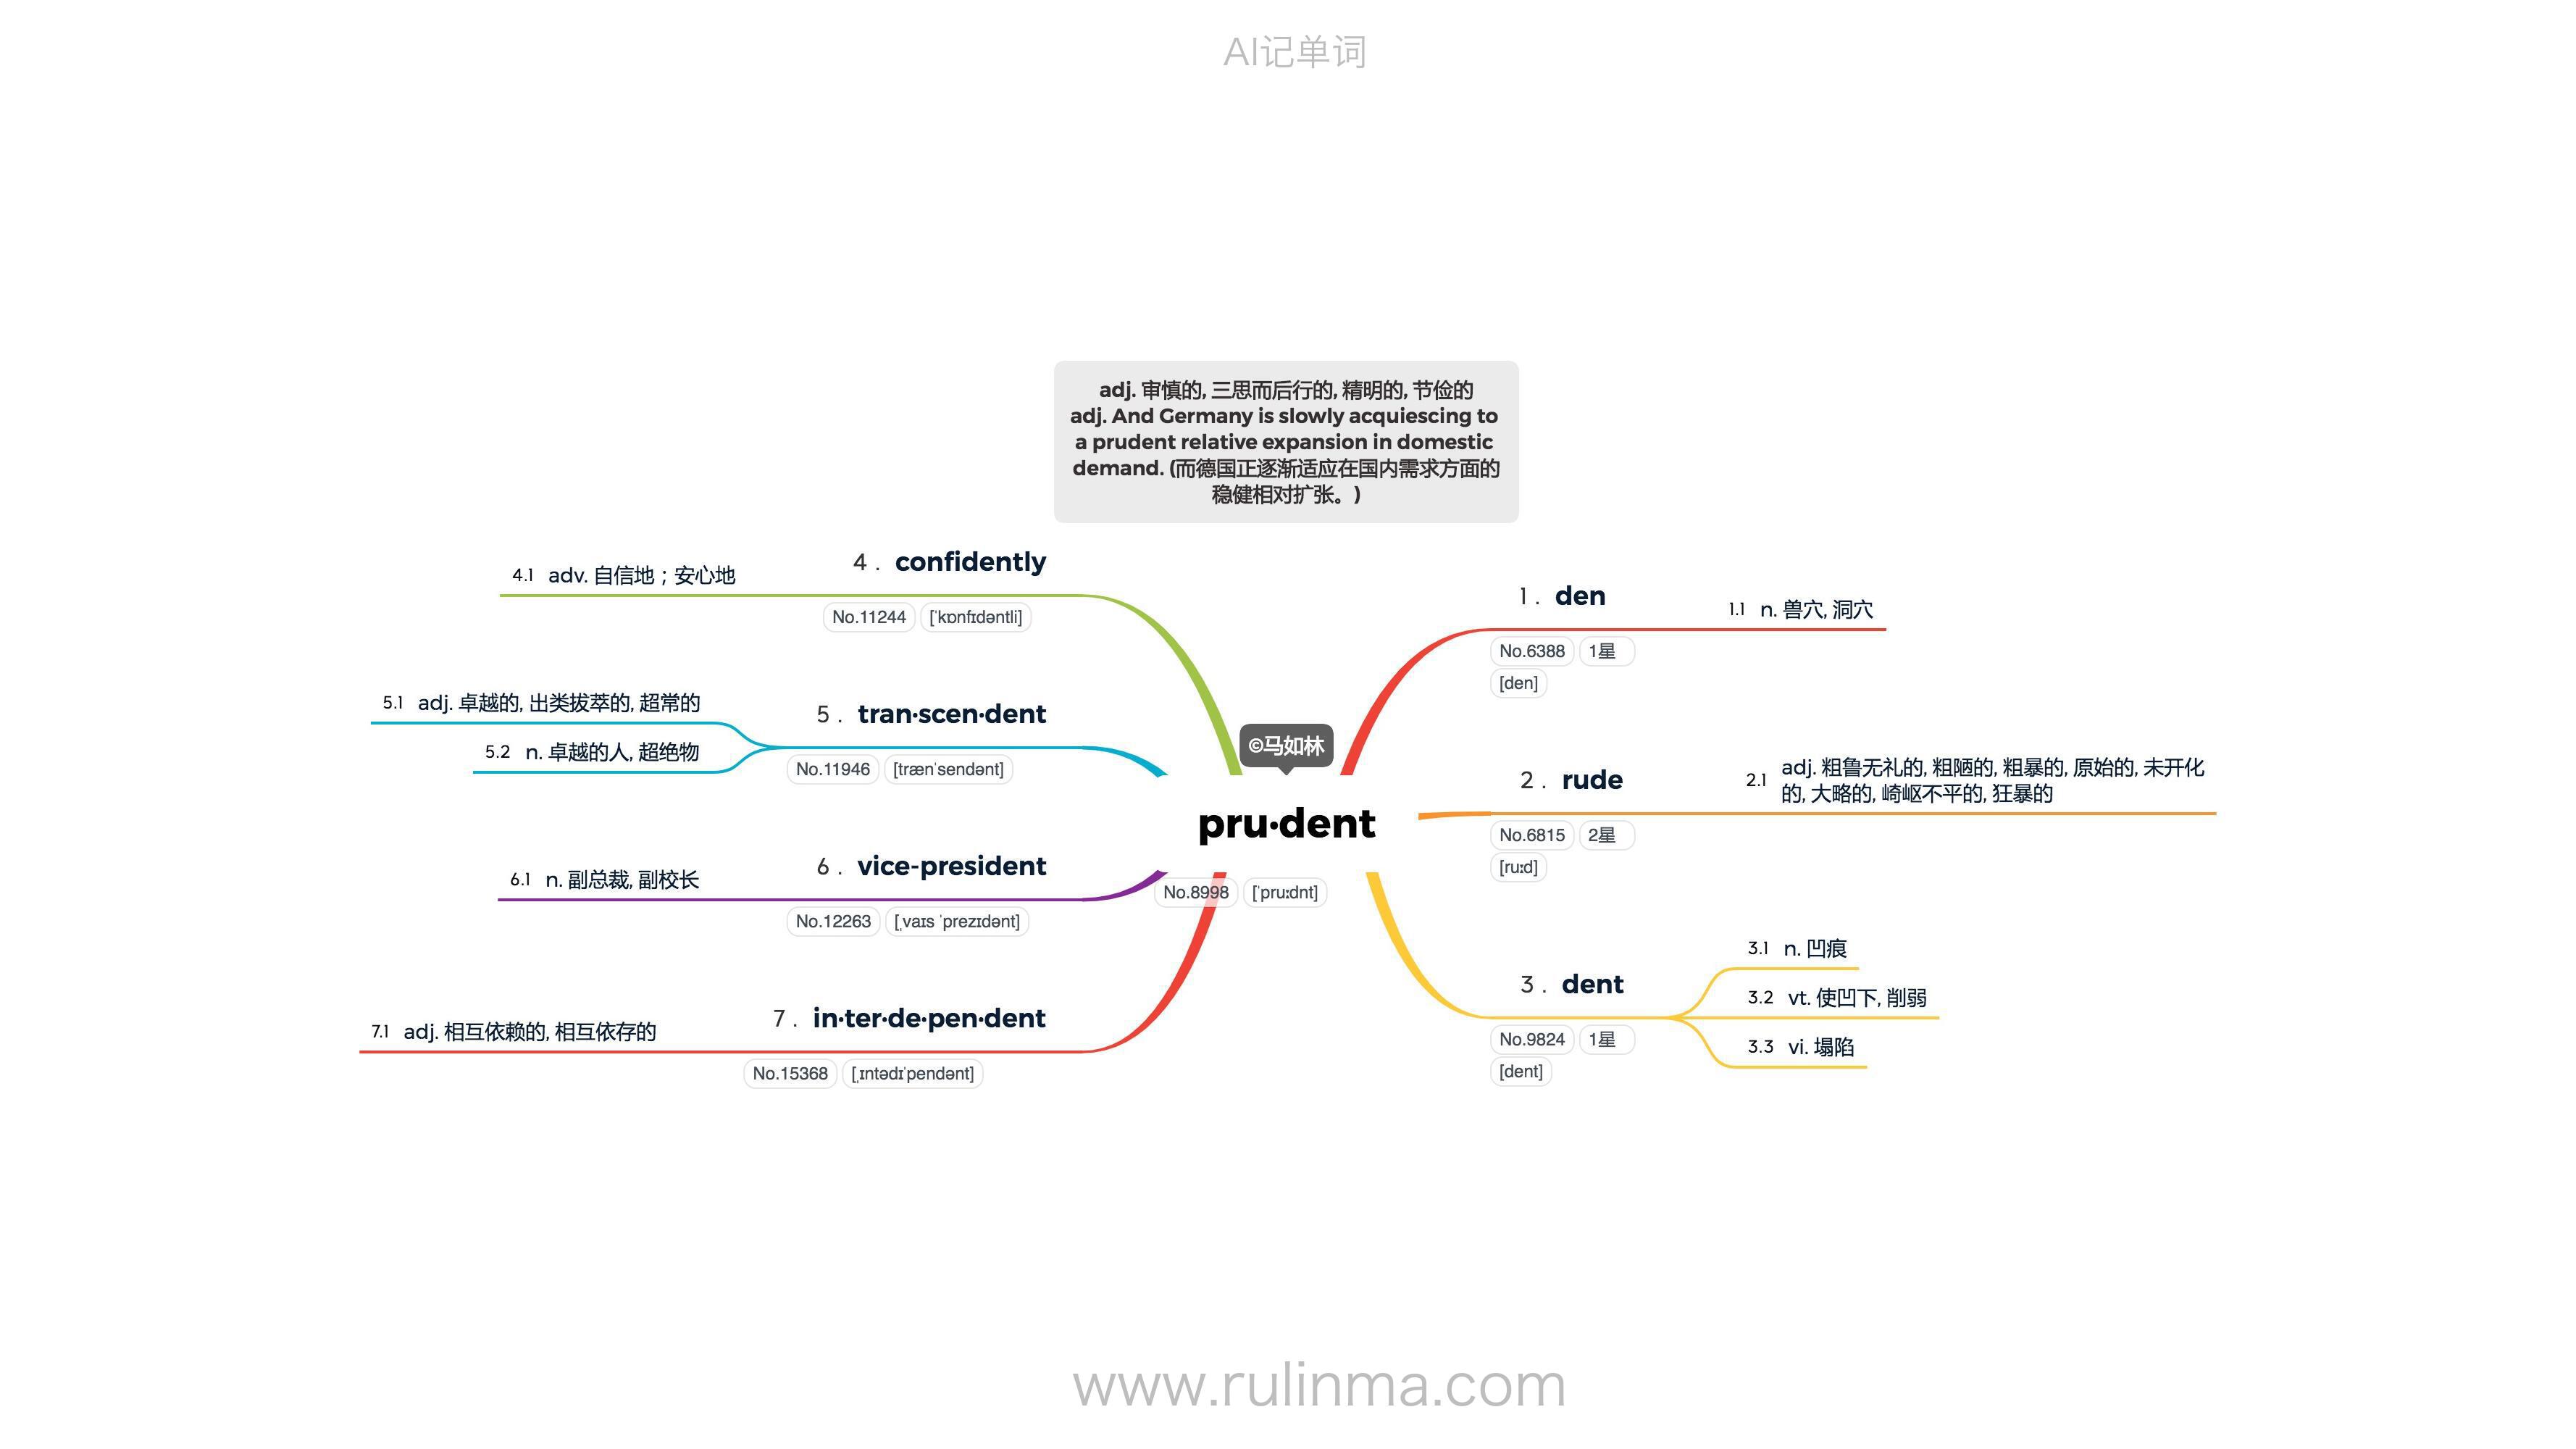 AI记单词
adj. 审慎的, 三思而后行的, 精明的, 节俭的
adj. And Germany is slowly acquiescing to
a prudent relative expansion in domestic
demand. (而德国正逐渐适应在国内需求方面的
稳健相对扩张。)
©马如林
pru·dent
No.8998 [ˈpruːdnt]
1 . den
No.6388 1星
[den]
1.1 n. 兽穴, 洞穴
2 . rude
No.6815 2星
[ruːd]
2.1 adj. 粗鲁无礼的, 粗陋的, 粗暴的, 原始的, 未开化
的, 大略的, 崎岖不平的, 狂暴的
3 . dent
No.9824 1星
[dent]
3.1 n. 凹痕
3.2 vt. 使凹下, 削弱
3.3 vi. 塌陷
4 . confidently
No.11244 [ˈkɒnfɪdəntli]
4.1 adv. 自信地；安心地
5 . tran·scen·dent
No.11946 [trænˈsendənt]
5.1 adj. 卓越的, 出类拔萃的, 超常的
5.2 n. 卓越的人, 超绝物
6 . vice-president
No.12263 [ˌvaɪs ˈprezɪdənt]
6.1 n. 副总裁, 副校长
7 . in·ter·de·pen·dent
No.15368 [ˌɪntədɪˈpendənt]
7.1 adj. 相互依赖的, 相互依存的
www.rulinma.com